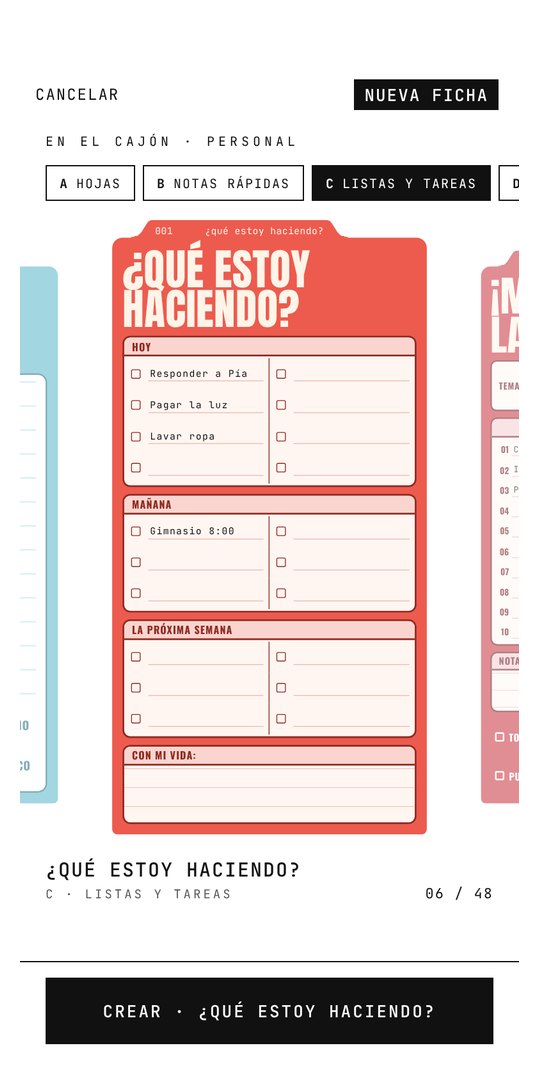 CANCELAR
NUEVA FICHA
EN EL CAJÓN · PERSONAL
A HOJAS
B NOTAS RÁPIDAS
C LISTAS Y TAREAS
D
001 ¿qué estoy haciendo?
¿QUÉ ESTOY
HACIENDO?
HOY
Responder a Pía
Pagar la luz
Lavar ropa
MAÑANA
Gimnasio 8:00
LA PRÓXIMA SEMANA
CON MI VIDA:
TEMA
01
02
03
04
05
06
07
08
09
10
¿QUÉ ESTOY HACIENDO?
C · LISTAS Y TAREAS
06 / 48
CREAR · ¿QUÉ ESTOY HACIENDO?